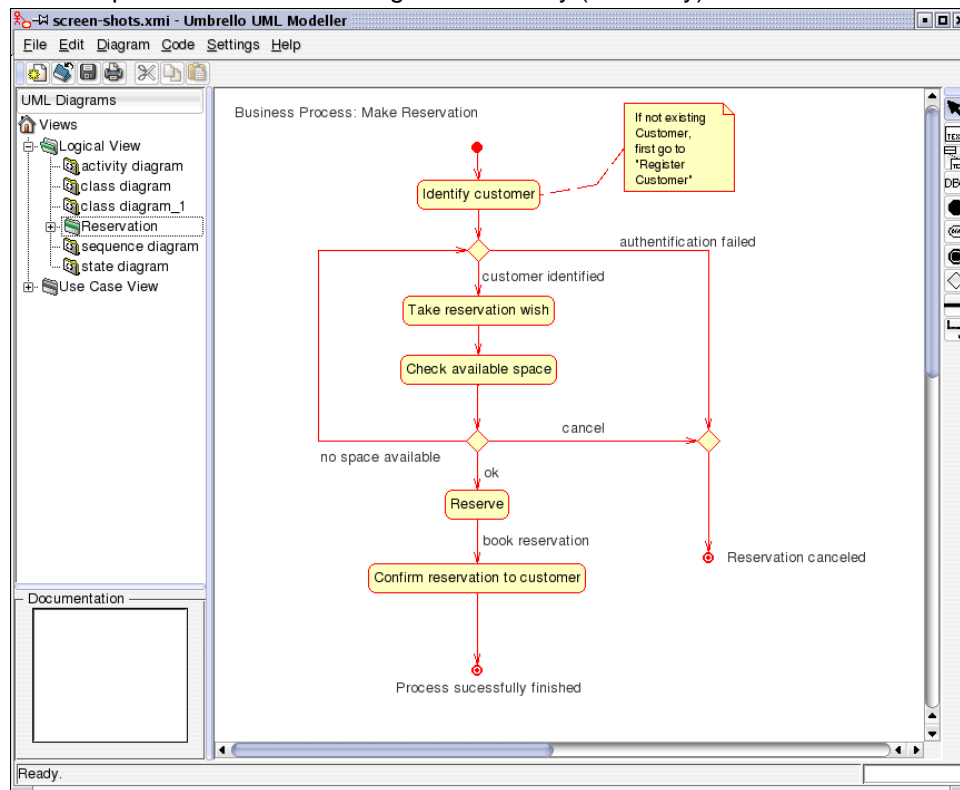 screen-shots.xmi - Umbrello UML Modeller
File Edit Diagram Code Settings Help
UML Diagrams
Views
Logical View
activity diagram
class diagram
class diagram_1
Reservation
sequence diagram
state diagram
Use Case View
Documentation
Business Process: Make Reservation
If not existing
Customer,
first go to
"Register
Customer"
Identify customer
authentification failed
customer identified
Take reservation wish
Check available space
cancel
no space available
ok
Reserve
book reservation
Reservation canceled
Confirm reservation to customer
Process sucessfully finished
Ready.